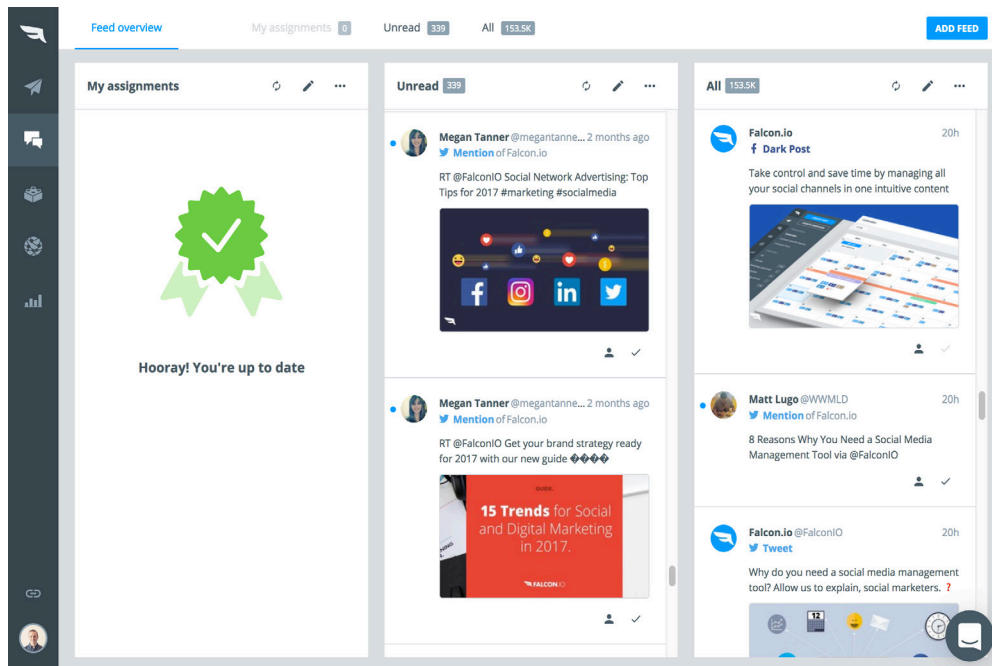 Feed overview
My assignments 0
Unread 339
All 153.5K
ADD FEED
My assignments
Hooray! You're up to date
Unread 339
Megan Tanner @megantanne... 2 months ago
Mention of Falcon.io
RT @FalconIO Social Network Advertising: Top
Tips for 2017 #marketing #socialmedia
Megan Tanner @megantanne... 2 months ago
Mention of Falcon.io
RT @FalconIO Get your brand strategy ready
for 2017 with our new guide ����
GUIDE.
15 Trends for Social
and Digital Marketing
in 2017.
FALCON.IO
All 153.5K
Falcon.io 20h
Dark Post
Take control and save time by managing all
your social channels in one intuitive content
Matt Lugo @WWMLD 20h
Mention of Falcon.io
8 Reasons Why You Need a Social Media
Management Tool via @FalconIO
Falcon.io @FalconIO 20h
Tweet
Why do you need a social media management
tool? Allow us to explain, social marketers. ❓
12